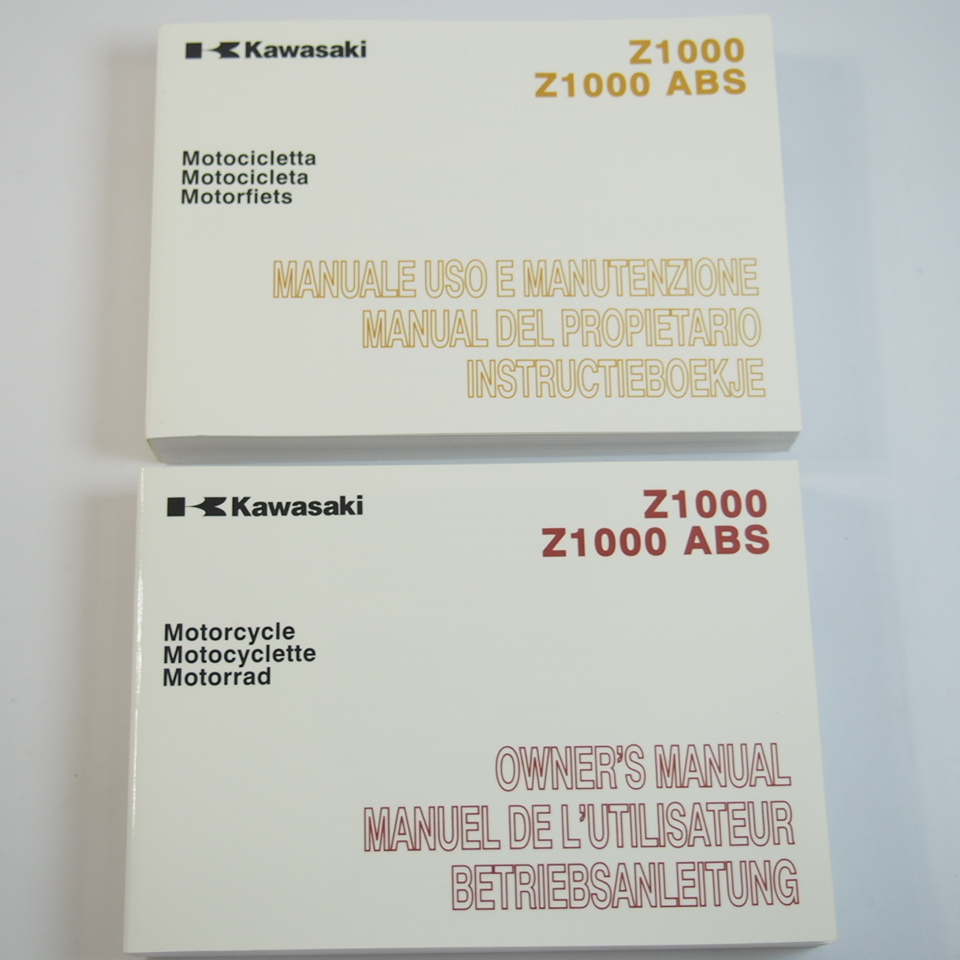 Kawasaki
Z1000
Z1000 ABS
Motocicletta
Motocicleta
Motorfiets
MANUALE USO E MANUTENZIONE
MANUAL DEL PROPIETARIO
INSTRUCTIEBOEKJE
Kawasaki
Z1000
Z1000 ABS
Motorcycle
Motocyclette
Motorrad
OWNER'S MANUAL
MANUEL DE L'UTILISATEUR
BETRIEBSANLEITUNG